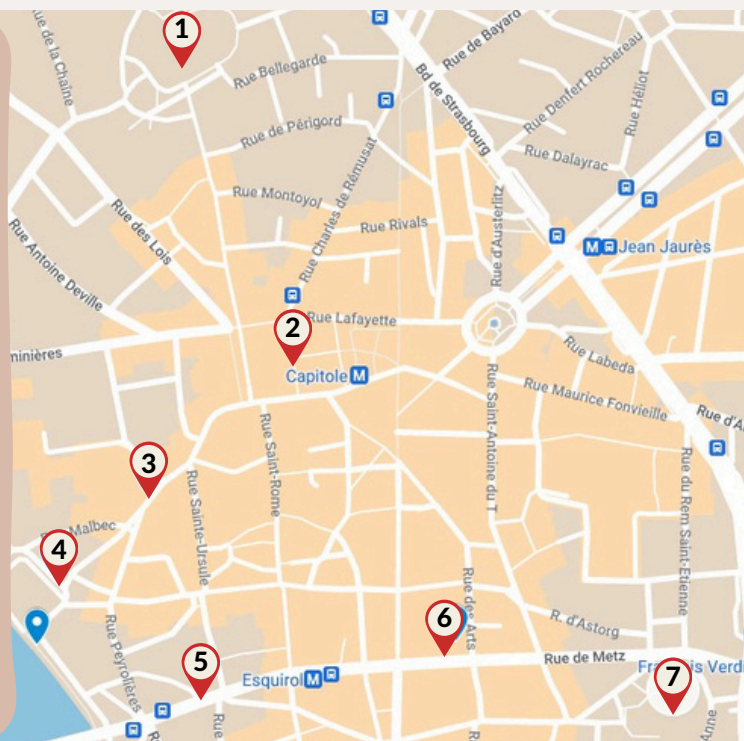 1
Rue de la Chaîne
Rue Bellegarde
Rue de Bayard
Bd de Strasbourg
Rue Denfert Rochereau
Rue Héliot
Rue de Périgord
Rue Dalayrac
Rue Montoyol
Rue Charles de Rémusat
Rue Rivals
Rue d'Austerlitz
Rue des Lois
Rue Antoine Deville
M Jean Jaurès
2
Rue Lafayette
minières
Capitole M
Rue Labeda
Rue Maurice Fonvieille
Rue d'A
Rue Saint-Antoine du T
Rue Saint-Rome
Rue du Rem Saint-Etienne
3
Rue Sainte-Ursule
Malbec
4
Rue des Arts
6
R. d'Astorg
Rue Peyrolières
5
Esquirol M
Rue de Metz
Verdi
7
Rue
Anne